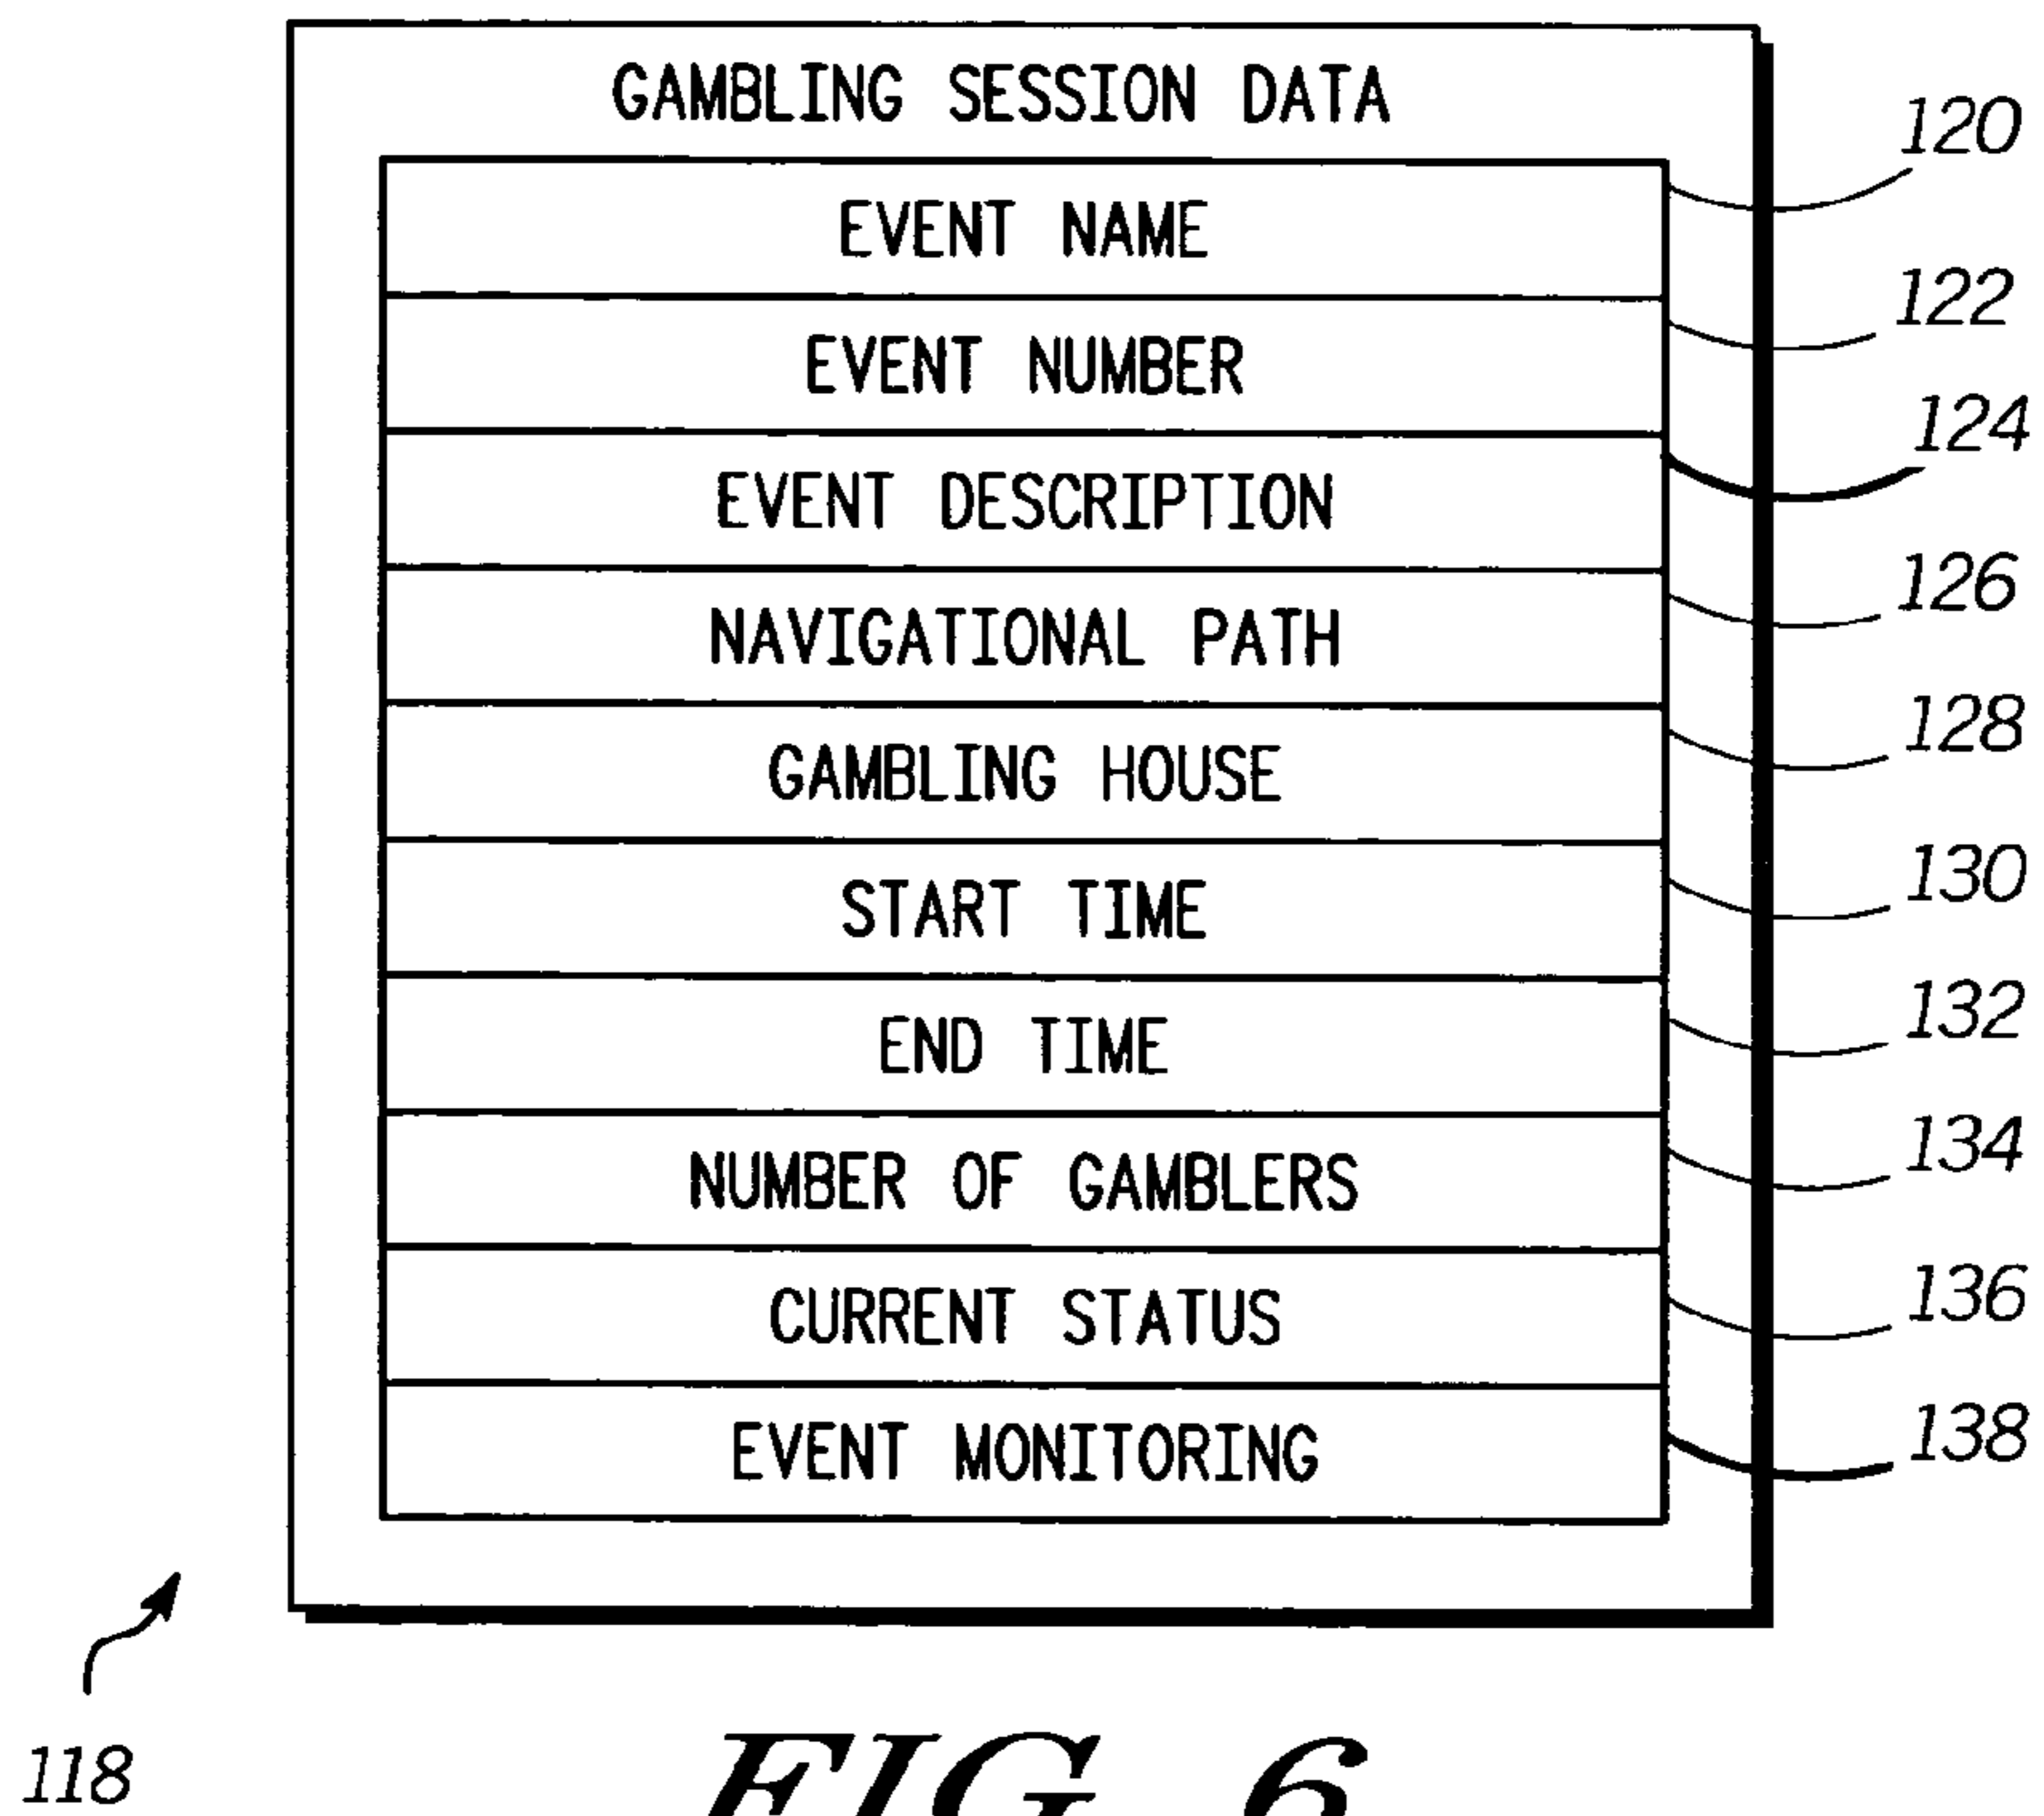 GAMBLING SESSION DATA
120
EVENT NAME
122
EVENT NUMBER
124
EVENT DESCRIPTION
126
NAVIGATIONAL PATH
128
GAMBLING HOUSE
130
START TIME
132
END TIME
134
NUMBER OF GAMBLERS
136
CURRENT STATUS
138
EVENT MONITORING
118
FIG 6